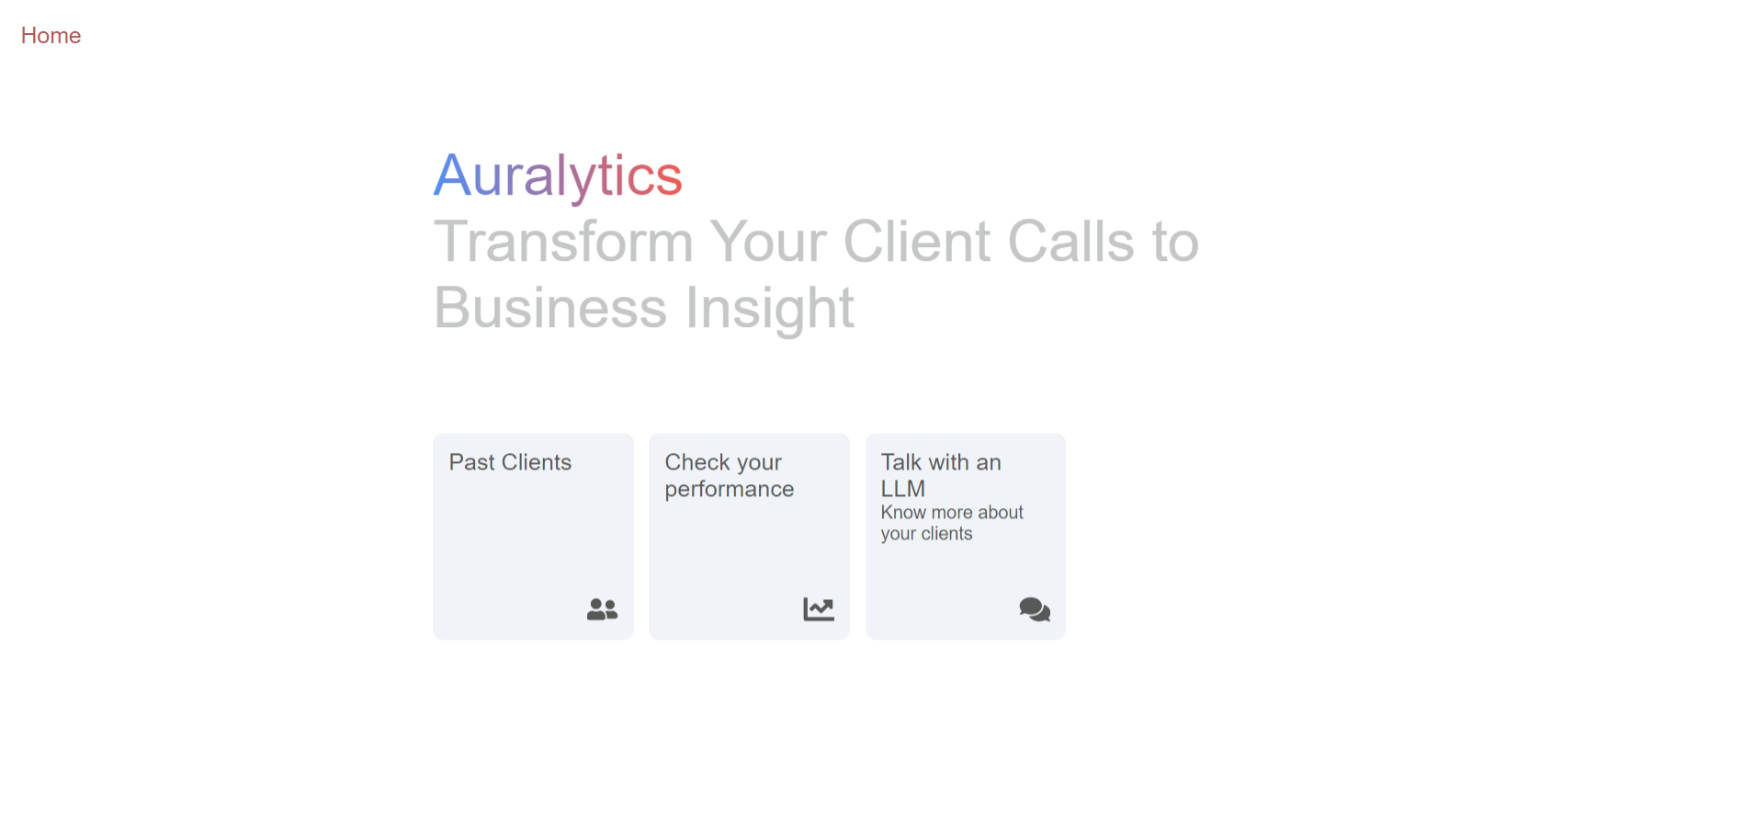 Home
Auralytics
Transform Your Client Calls to
Business Insight
Past Clients
Check your
performance
Talk with an
LLM
Know more about
your clients